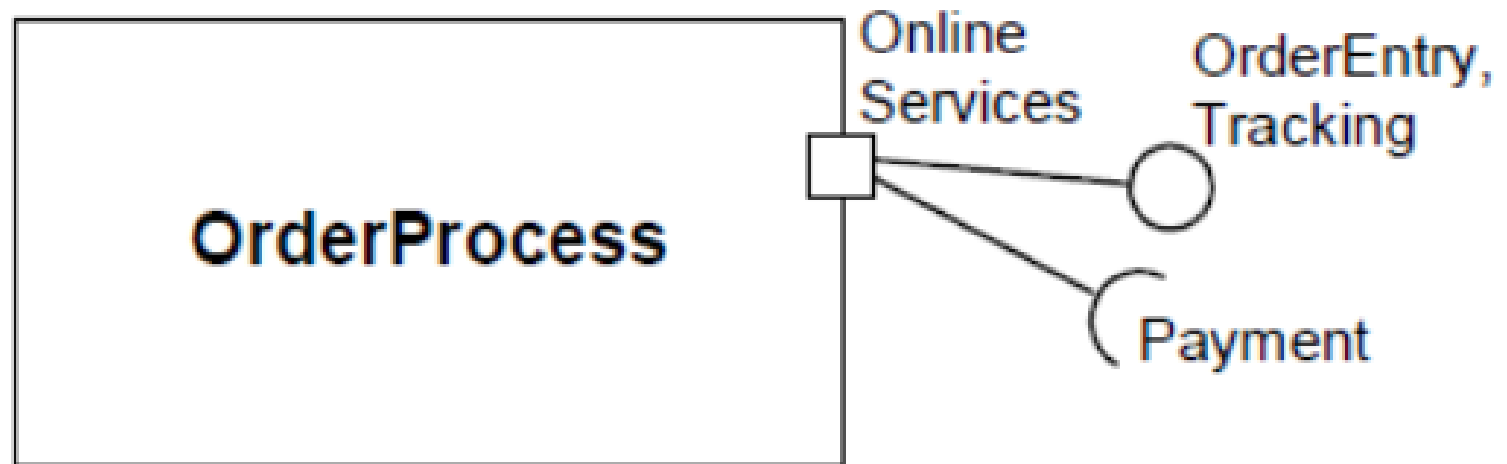 Online
Services
OrderEntry,
Tracking
OrderProcess
Payment